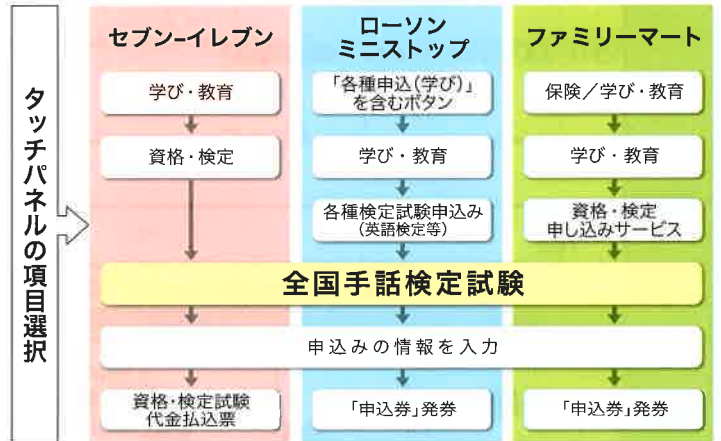 タッチパネルの項目選択
セブン-イレブン
学び・教育
資格・検定
ローソン
ミニストップ
「各種申込(学び)」
を含むボタン
学び・教育
各種検定試験申込み
(英語検定等)
ファミリーマート
保険/学び・教育
学び・教育
資格・検定
申し込みサービス
全国手話検定試験
申込みの情報を入力
資格・検定試験
代金払込票
「申込券」発券
「申込券」発券